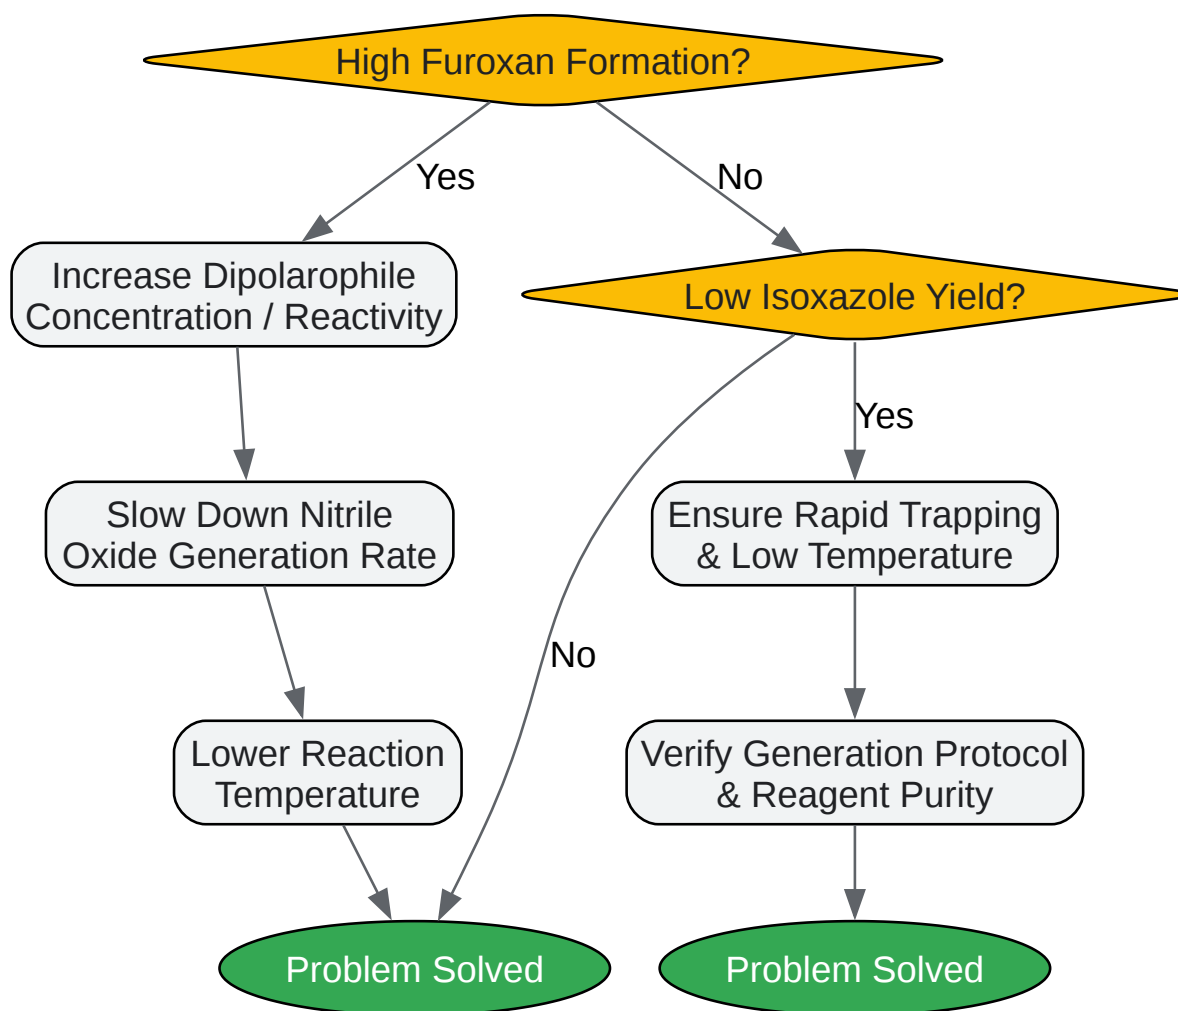 High Furoxan Formation?
Yes
No
Increase Dipolarophile
Concentration / Reactivity
Low Isoxazole Yield?
Yes
Slow Down Nitrile
Oxide Generation Rate
Ensure Rapid Trapping
& Low Temperature
No
Lower Reaction
Temperature
Verify Generation Protocol
& Reagent Purity
Problem Solved
Problem Solved